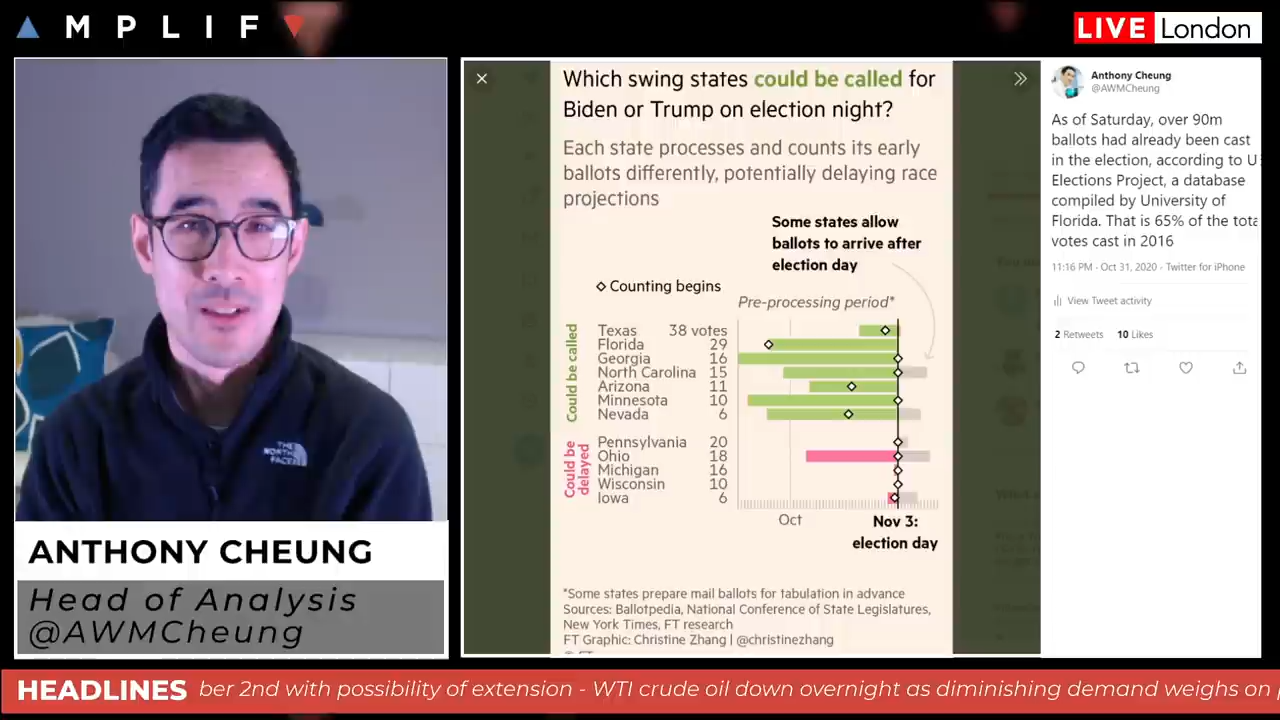 AMPLIFY
LIVE London
ANTHONY CHEUNG
Head of Analysis
@AWMCheung
THE
NORTH
FACE
Which swing states could be called for
Biden or Trump on election night?
Each state processes and counts its early
ballots differently, potentially delaying race
projections
Some states allow
ballots to arrive after
election day
Counting begins
Pre-processing period*
Could be called
Texas 38 votes
Florida 29
Georgia 16
North Carolina 15
Arizona 11
Minnesota 10
Nevada 6
Could be
delayed
Pennsylvania 20
Ohio 18
Michigan 16
Wisconsin 10
Iowa 6
Oct
Nov 3:
election day
*Some states prepare mail ballots for tabulation in advance
Sources: Ballotpedia, National Conference of State Legislatures,
New York Times, FT research
FT Graphic: Christine Zhang | @christinezhang
Anthony Cheung
@AWMCheung
As of Saturday, over 90m
ballots had already been cast
in the election, according to U
Elections Project, a database
compiled by University of
Florida. That is 65% of the tota
votes cast in 2016
11:16 PM · Oct 31, 2020 · Twitter for iPhone
View Tweet activity
2 Retweets 10 Likes
HEADLINES ber 2nd with possibility of extension - WTI crude oil down overnight as diminishing demand weighs on